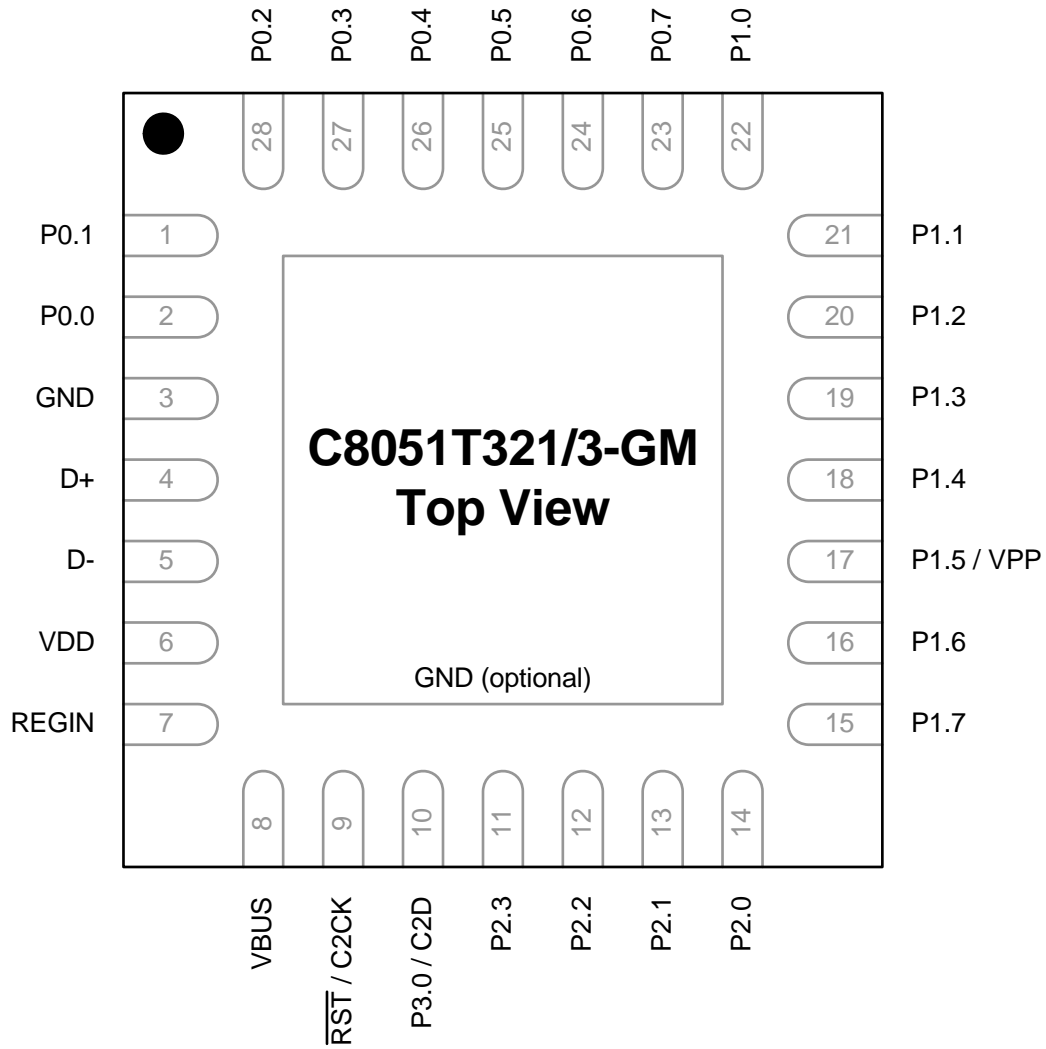 P0.2
P0.3
P0.4
P0.5
P0.6
P0.7
P1.0
28
27
26
25
24
23
22
P0.1
1
21
P1.1
P0.0
2
20
P1.2
GND
3
19
P1.3
C8051T321/3-GM
Top View
D+
4
18
P1.4
D-
5
17
P1.5 / VPP
VDD
6
16
P1.6
GND (optional)
REGIN
7
15
P1.7
8
9
10
11
12
13
14
VBUS
R̅S̅T̅ / C2CK
P3.0 / C2D
P2.3
P2.2
P2.1
P2.0